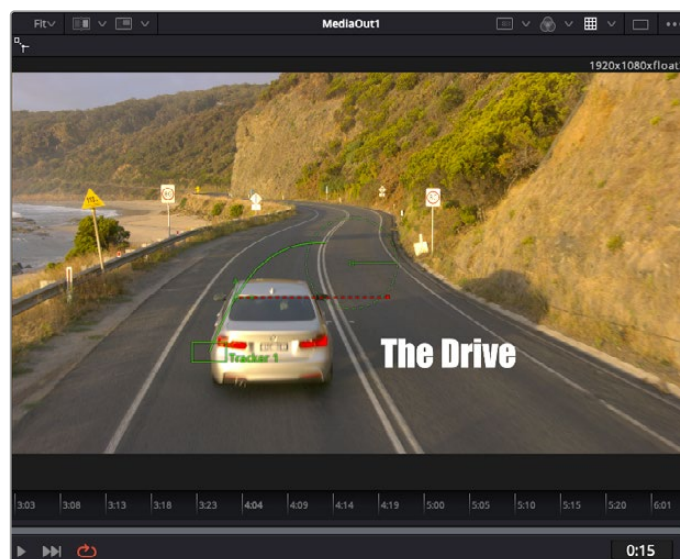 Fit MediaOut1
1920x1080xfloat
Tracker 1
The Drive
3:03 3:08 3:13 3:18 3:23 4:04 4:09 4:14 4:19 5:00 5:05 5:10 5:15 5:20 6:01
0:15